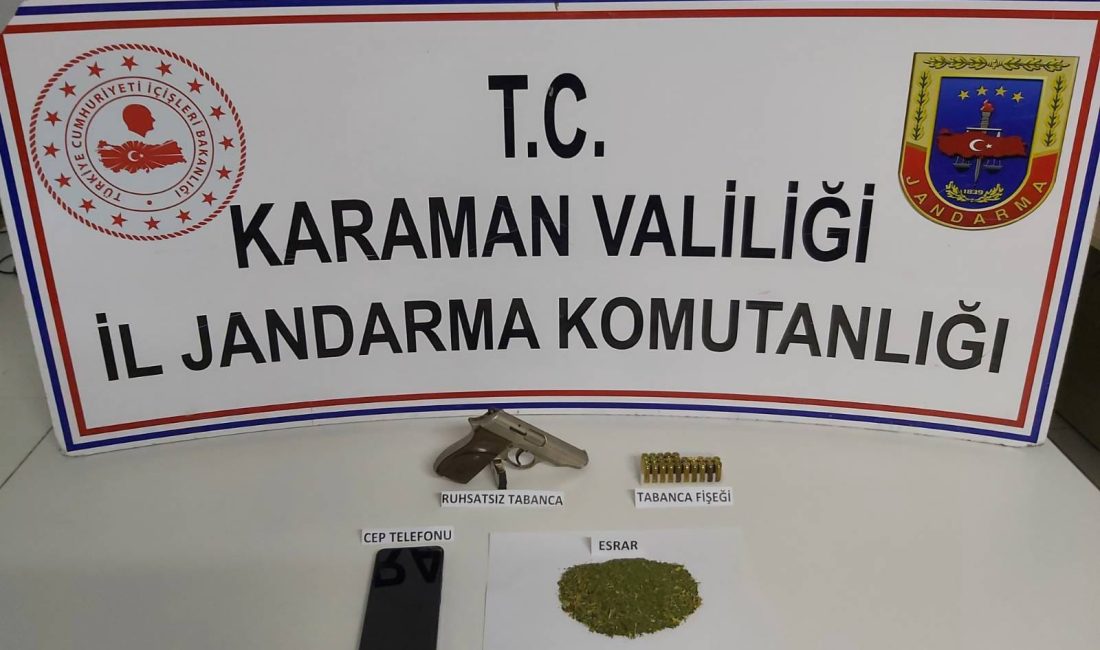 TÜRKİYE CUMHURİYETİ İÇİŞLERİ BAKANLIĞI
T.C.
KARAMAN VALİLİĞİ
İL JANDARMA KOMUTANLIĞI
1839
JANDARMA
RUHSATSIZ TABANCA
TABANCA FİŞEĞİ
CEP TELEFONU
ESRAR